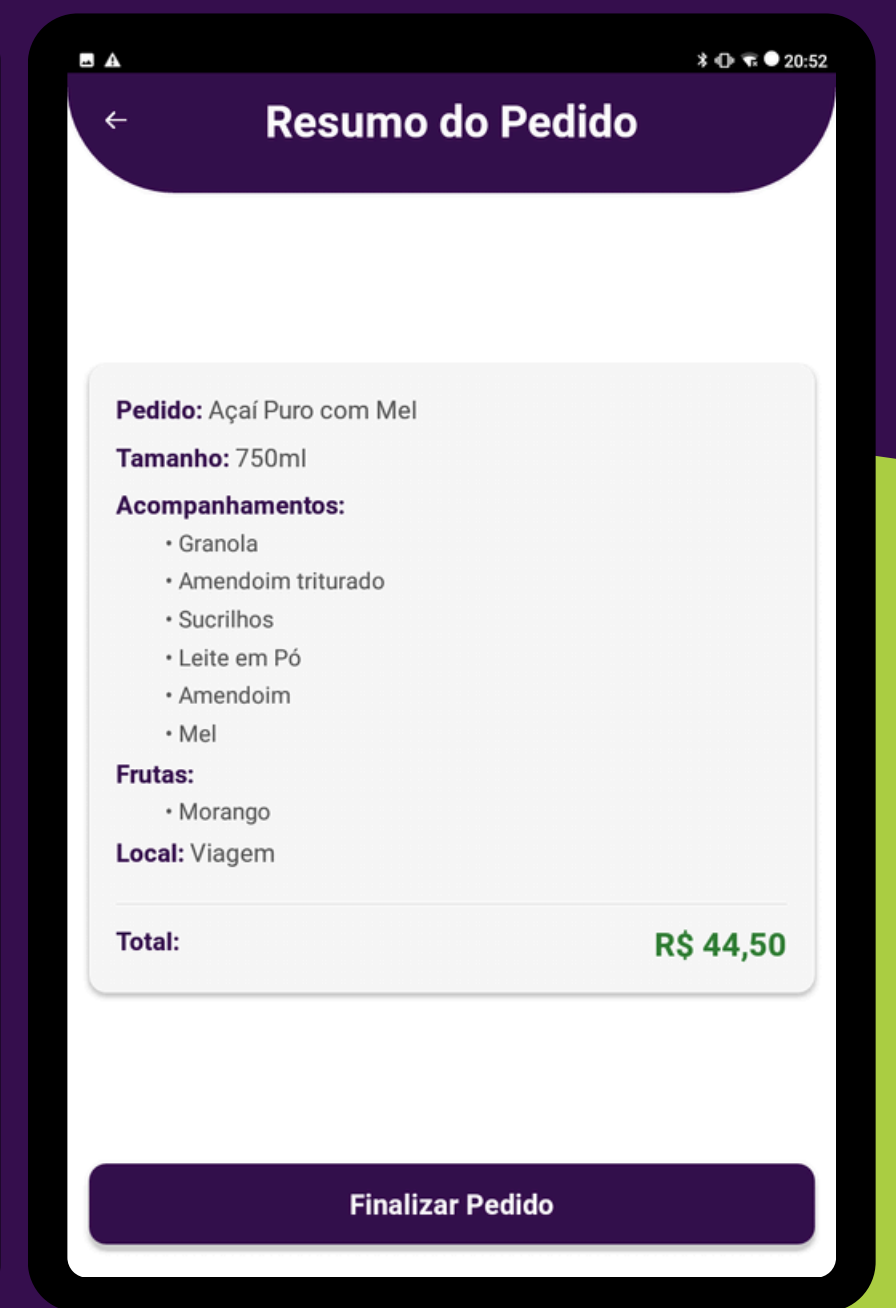 20:52
Resumo do Pedido
Pedido: Açaí Puro com Mel
Tamanho: 750ml
Acompanhamentos:
• Granola
• Amendoim triturado
• Sucrilhos
• Leite em Pó
• Amendoim
• Mel
Frutas:
• Morango
Local: Viagem
Total: R$ 44,50
Finalizar Pedido